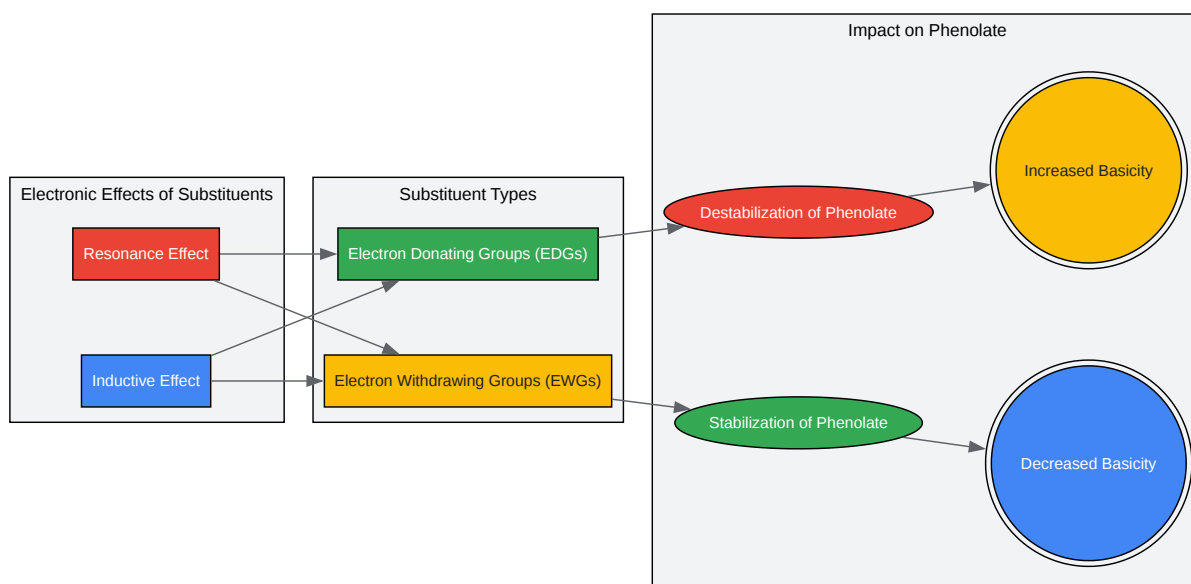 Impact on Phenolate
Electronic Effects of Substituents
Substituent Types
Resonance Effect
Inductive Effect
Electron Donating Groups (EDGs)
Electron Withdrawing Groups (EWGs)
Destabilization of Phenolate
Increased Basicity
Stabilization of Phenolate
Decreased Basicity